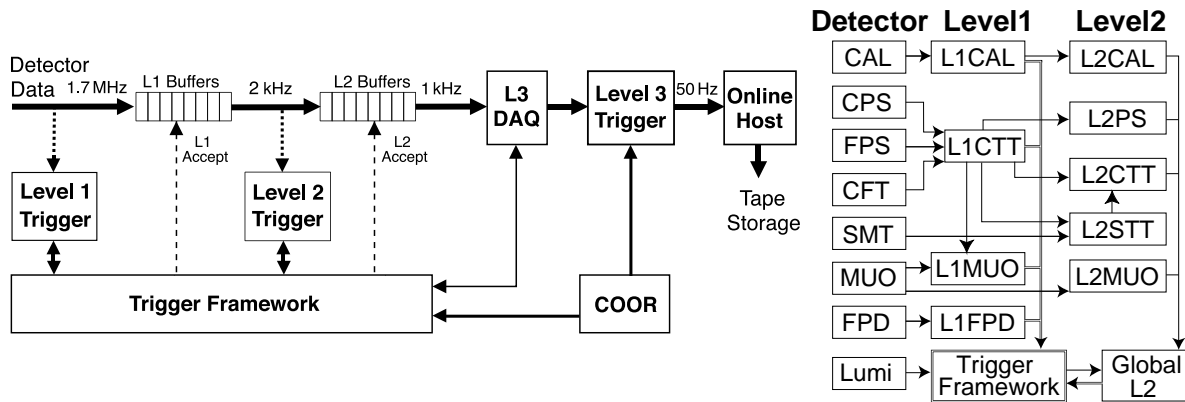 Detector
Data
1.7 MHz
L1 Buffers
2 kHz
L2 Buffers
1 kHz
L3
DAQ
Level 3
Trigger
50 Hz
Online
Host
L1
Accept
L2
Accept
Level 1
Trigger
Level 2
Trigger
Tape
Storage
Trigger Framework
COOR
Detector Level1 Level2
CAL L1CAL L2CAL
CPS
L2PS
FPS L1CTT
CFT L2CTT
SMT L2STT
MUO L1MUO L2MUO
FPD L1FPD
Lumi
Trigger
Framework
Global
L2